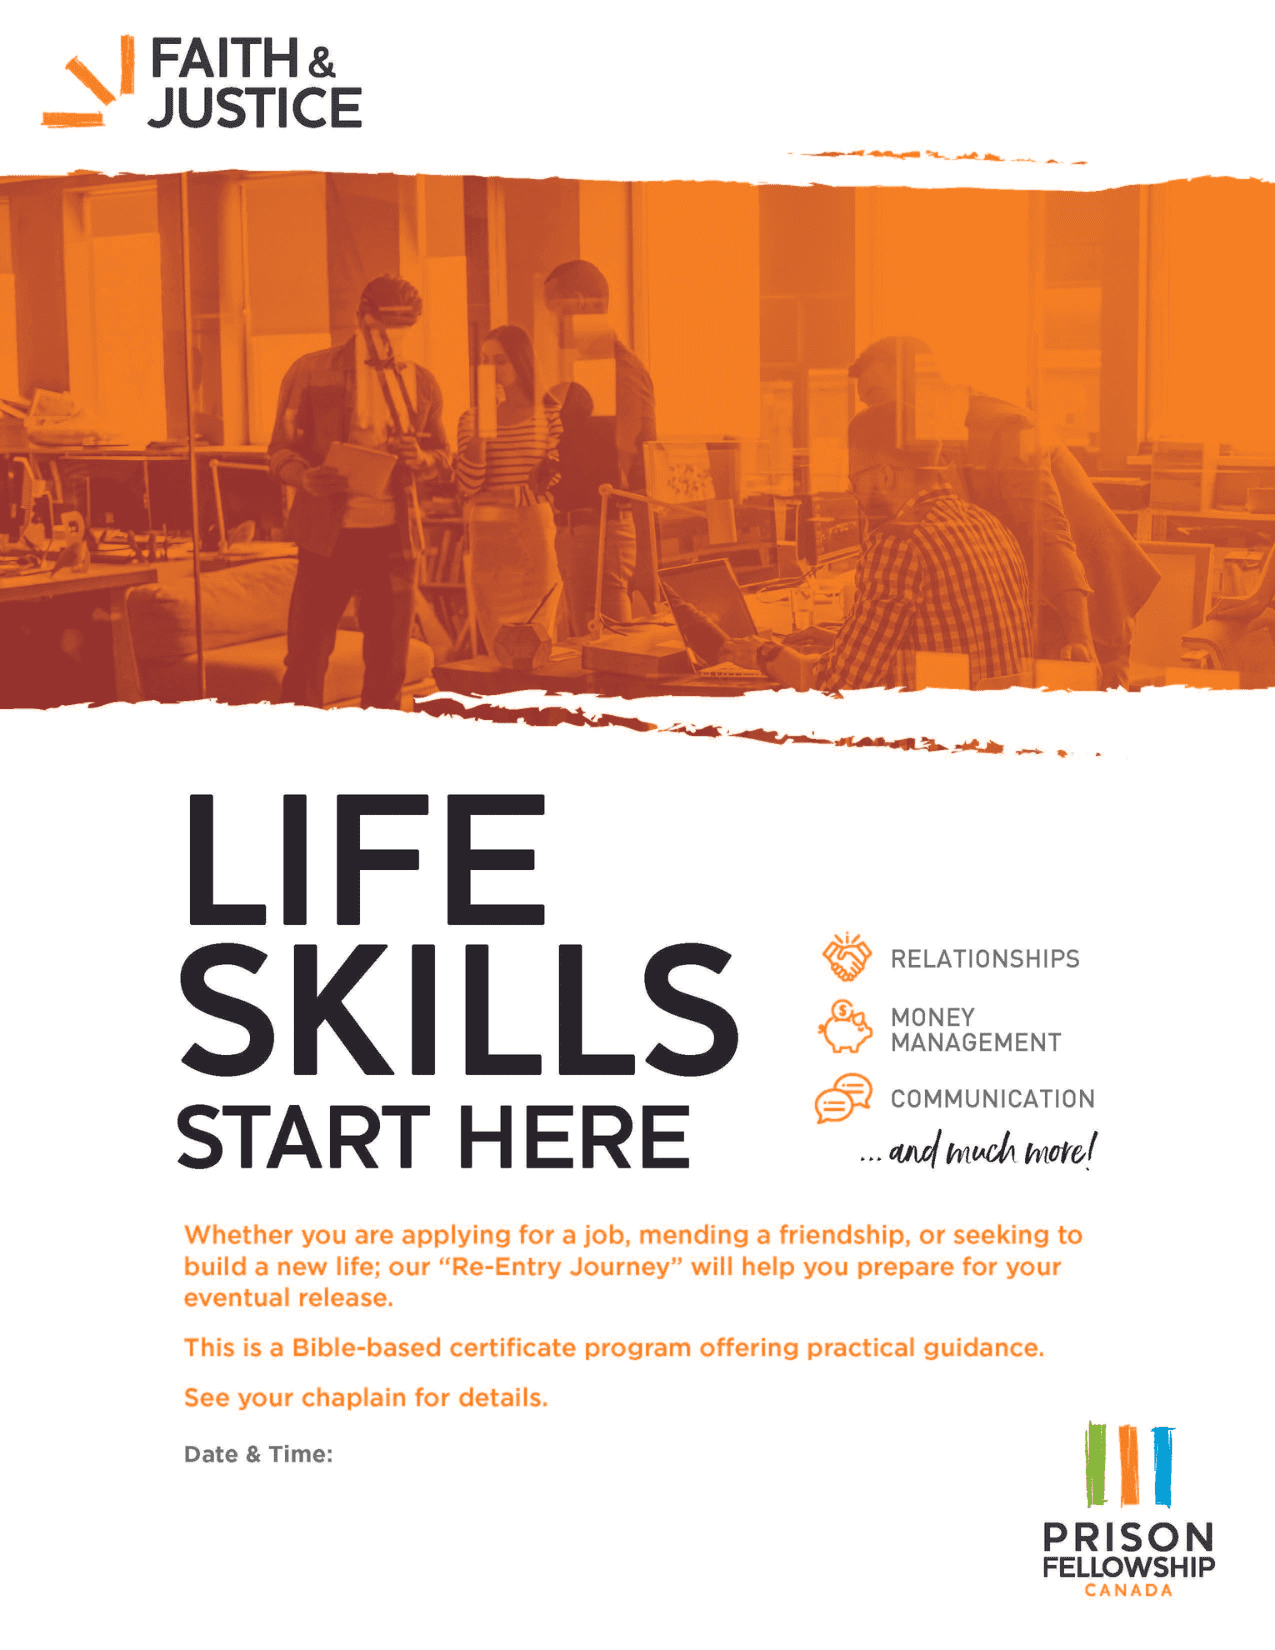 FAITH &
JUSTICE
LIFE
SKILLS
START HERE
RELATIONSHIPS
MONEY
MANAGEMENT
COMMUNICATION
... and much more!
Whether you are applying for a job, mending a friendship, or seeking to
build a new life; our “Re-Entry Journey” will help you prepare for your
eventual release.
This is a Bible-based certificate program offering practical guidance.
See your chaplain for details.
Date & Time:
PRISON
FELLOWSHIP
CANADA